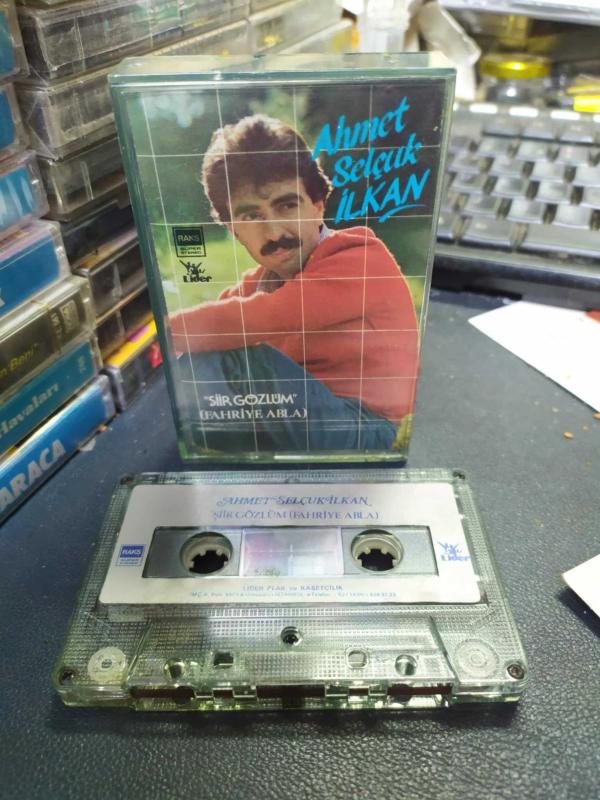 Ahmet
Selçuk
İLKAN
RAKS
SUPER
STEREO
Lider
"ŞİİR GÖZLÜM"
(FAHRİYE ABLA)
Beni"
Havaları
ARACA
AHMET SELÇUK İLKAN
ŞİİR GÖZLÜM (FAHRİYE ABLA)
RAKS
Lider
LİDER PLAK ve KASETÇİLİK